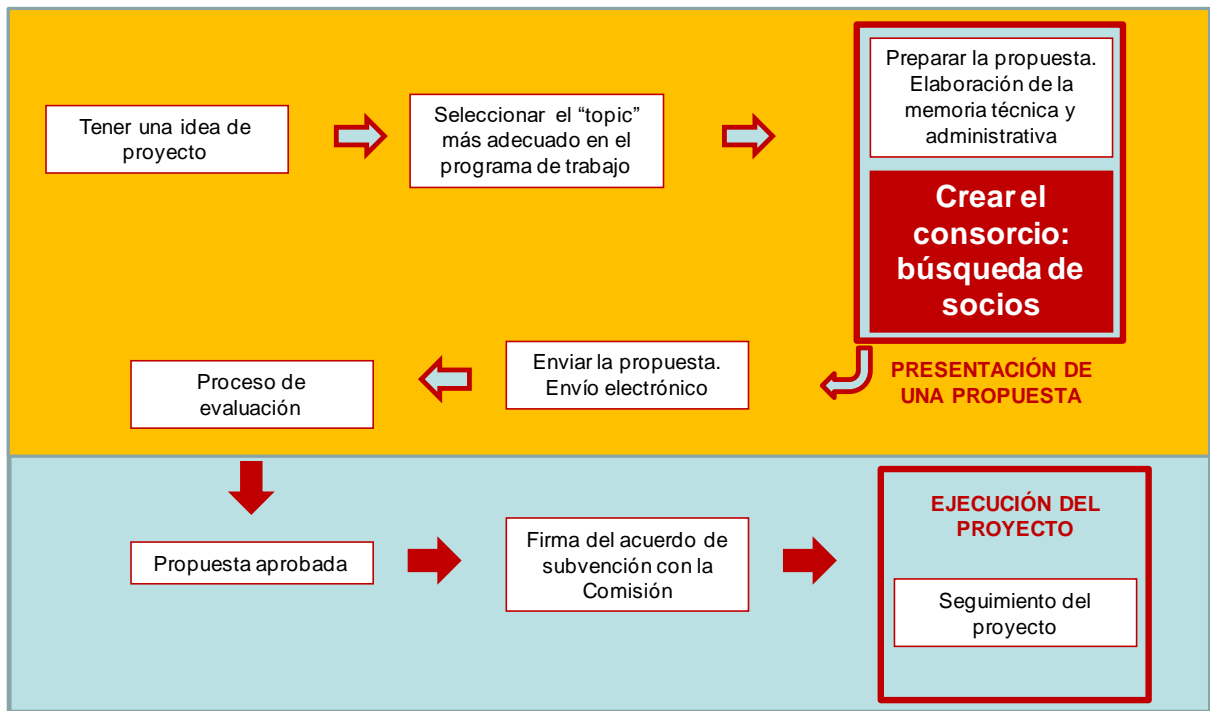 Tener una idea de
proyecto
Seleccionar el “topic”
más adecuado en el
programa de trabajo
Preparar la propuesta.
Elaboración de la
memoria técnica y
administrativa
Crear el
consorcio:
búsqueda de
socios
PRESENTACIÓN DE
UNA PROPUESTA
Enviar la propuesta.
Envío electrónico
Proceso de
evaluación
Propuesta aprobada
Firma del acuerdo de
subvención con la
Comisión
EJECUCIÓN DEL
PROYECTO
Seguimiento del
proyecto